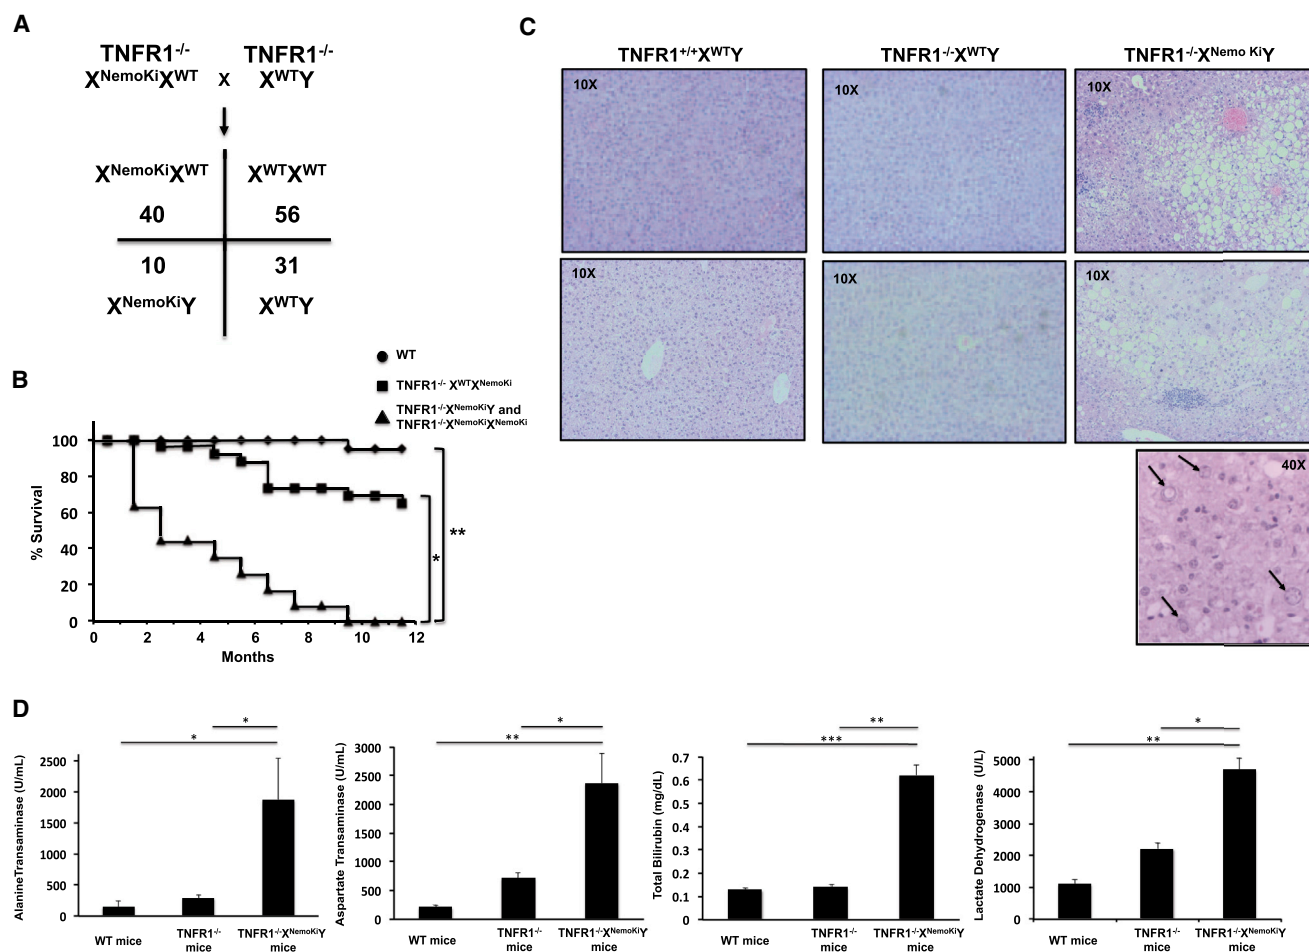 A
TNFR1-/- TNFR1-/-
XNemoKiXWT X XWTY
XNemoKiXWT XWTXWT
40 56
10 31
XNemoKiY XWTY
B
WT
TNFR1-/- XWTXNemoKi
TNFR1-/-XNemoKiY and
TNFR1-/-XNemoKiXNemoKi
% Survival
100
80
60
40
20
0
0 2 4 6 8 10 12
Months
*
**
C
TNFR1+/+XWTY TNFR1-/-XWTY TNFR1-/-XNemo KiY
10X 10X 10X
10X 10X 10X
40X
D
AlanineTransaminase (U/mL)
2500
2000
1500
1000
500
0
*
*
WT mice TNFR1-/- mice TNFR1-/-XNemoKiY mice
Aspartate Transaminase (U/mL)
3000
2500
2000
1500
1000
500
0
*
**
WT mice TNFR1-/- mice TNFR1-/-XNemoKiY mice
Total Bilirubin (mg/dL)
0.7
0.6
0.5
0.4
0.3
0.2
0.1
0
**
***
WT mice TNFR1-/- mice TNFR1-/-XNemoKiY mice
Lactate Dehydrogenase (U/L)
5000
4000
3000
2000
1000
0
*
**
WT mice TNFR1-/- mice TNFR1-/-XNemoKiY mice